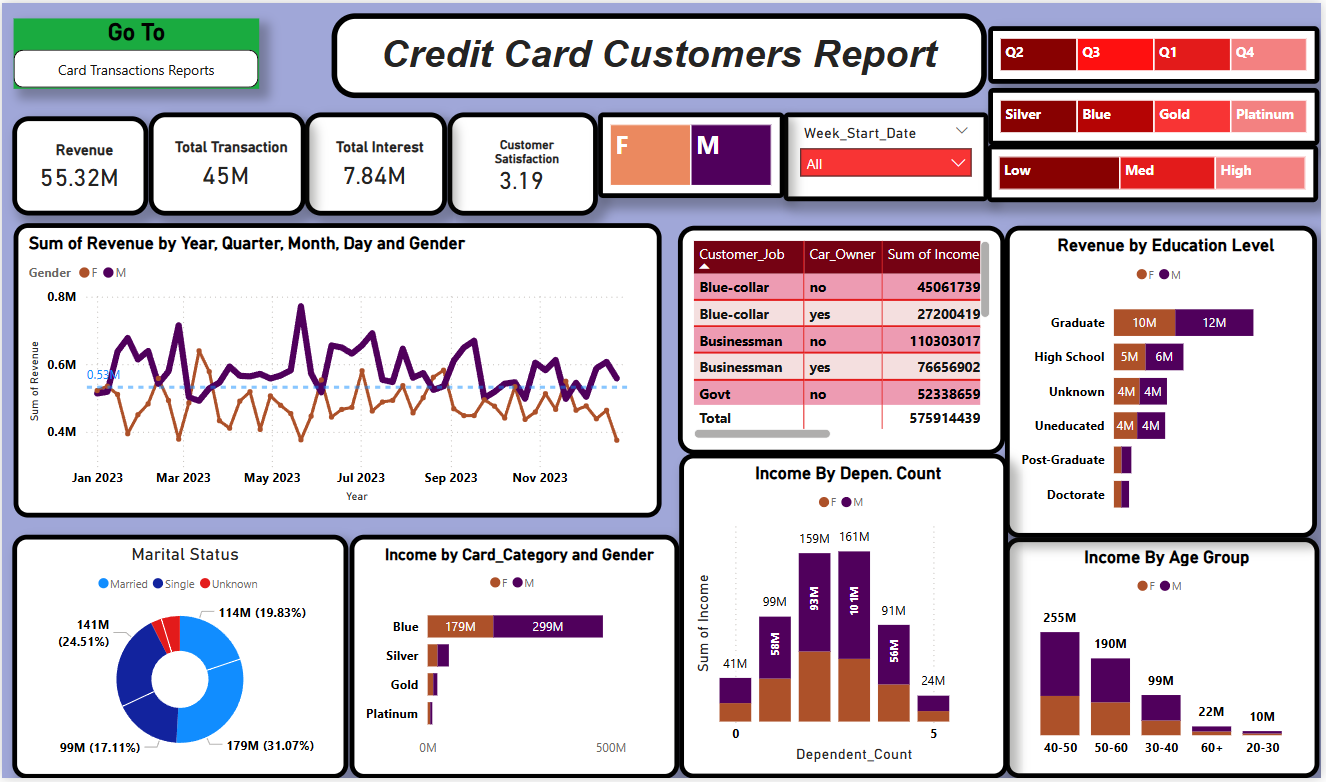 Go To
Card Transactions Reports
Credit Card Customers Report
Q2 Q3 Q1 Q4
Silver Blue Gold Platinum
Low Med High
Revenue
55.32M
Total Transaction
45M
Total Interest
7.84M
Customer
Satisfaction
3.19
F M
Week_Start_Date
All
Sum of Revenue by Year, Quarter, Month, Day and Gender
Gender F M
Sum of Revenue
0.8M
0.6M
0.53M
0.4M
Jan 2023 Mar 2023 May 2023 Jul 2023 Sep 2023 Nov 2023
Year
Customer_Job Car_Owner Sum of Income
Blue-collar no 45061739
Blue-collar yes 27200419
Businessman no 110303017
Businessman yes 76656902
Govt no 52338659
Total 575914439
Revenue by Education Level
F M
Graduate 10M 12M
High School 5M 6M
Unknown 4M 4M
Uneducated 4M 4M
Post-Graduate
Doctorate
Marital Status
Married Single Unknown
114M (19.83%)
141M
(24.51%)
99M (17.11%)
179M (31.07%)
Income by Card_Category and Gender
F M
Blue 179M 299M
Silver
Gold
Platinum
0M 500M
Income By Depen. Count
F M
Sum of Income
41M 99M 159M 161M 91M 24M
58M 93M 101M 56M
0 5
Dependent_Count
Income By Age Group
F M
255M 190M 99M 22M 10M
40-50 50-60 30-40 60+ 20-30